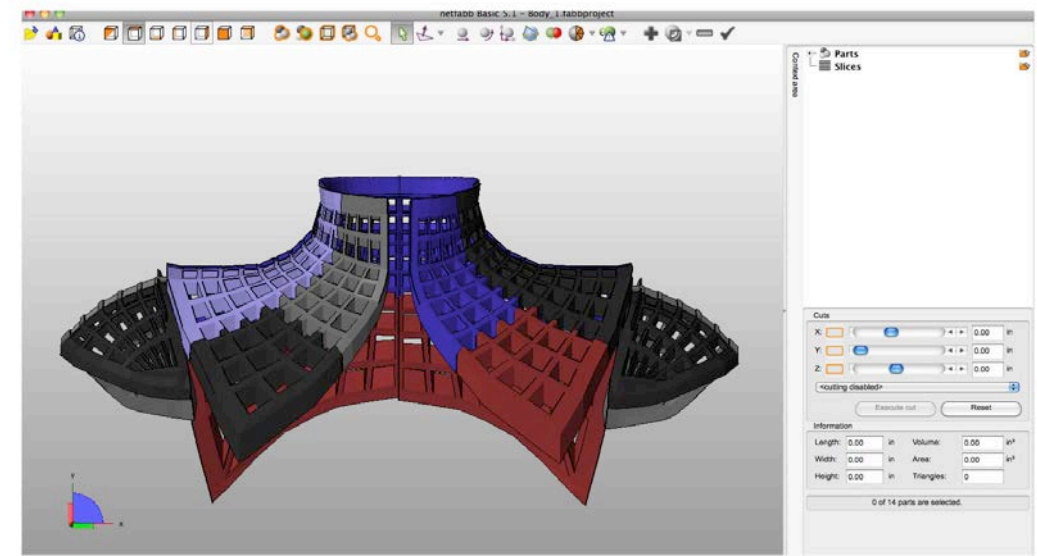 netfabb Basic 5.1 - Body_1.fabbproject
Context area
Parts
Slices
Cuts
X: 0.00 in
Y: 0.00 in
Z: 0.00 in
<cutting disabled>
Execute cut Reset
Information
Length: 0.00 in Volume: 0.00 in³
Width: 0.00 in Area: 0.00 in²
Height: 0.00 in Triangles: 0
0 of 14 parts are selected.
Y
X